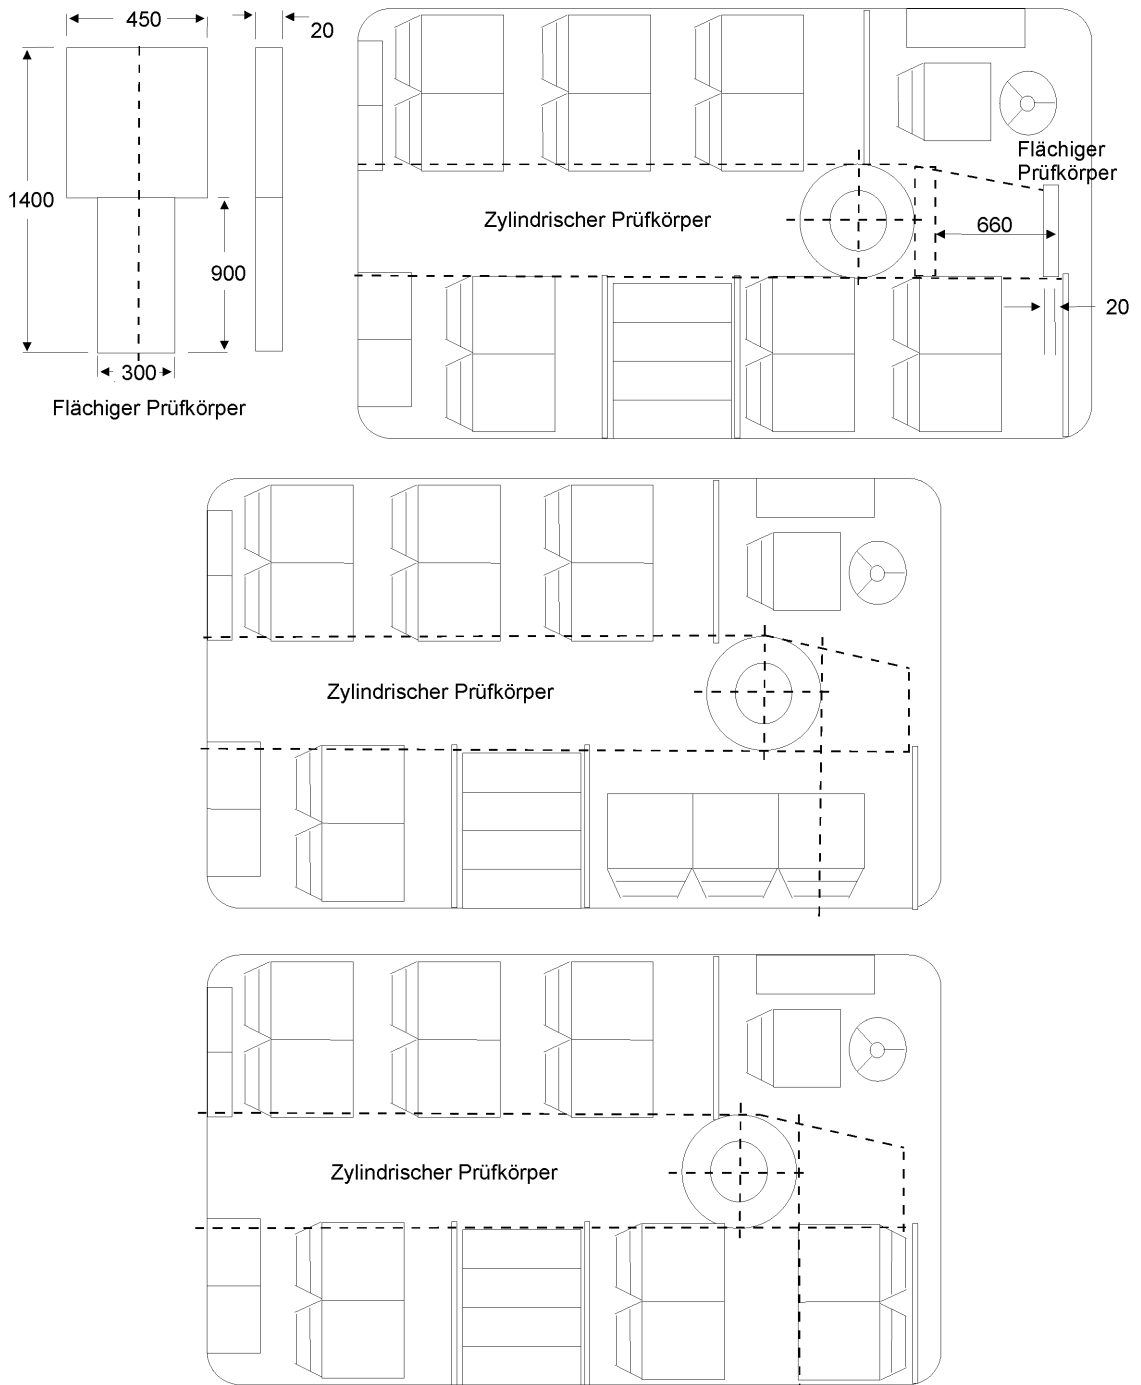 450
20
1400
900
300
Flächiger Prüfkörper
Flächiger
Prüfkörper
Zylindrischer Prüfkörper
660
20
Zylindrischer Prüfkörper
Zylindrischer Prüfkörper